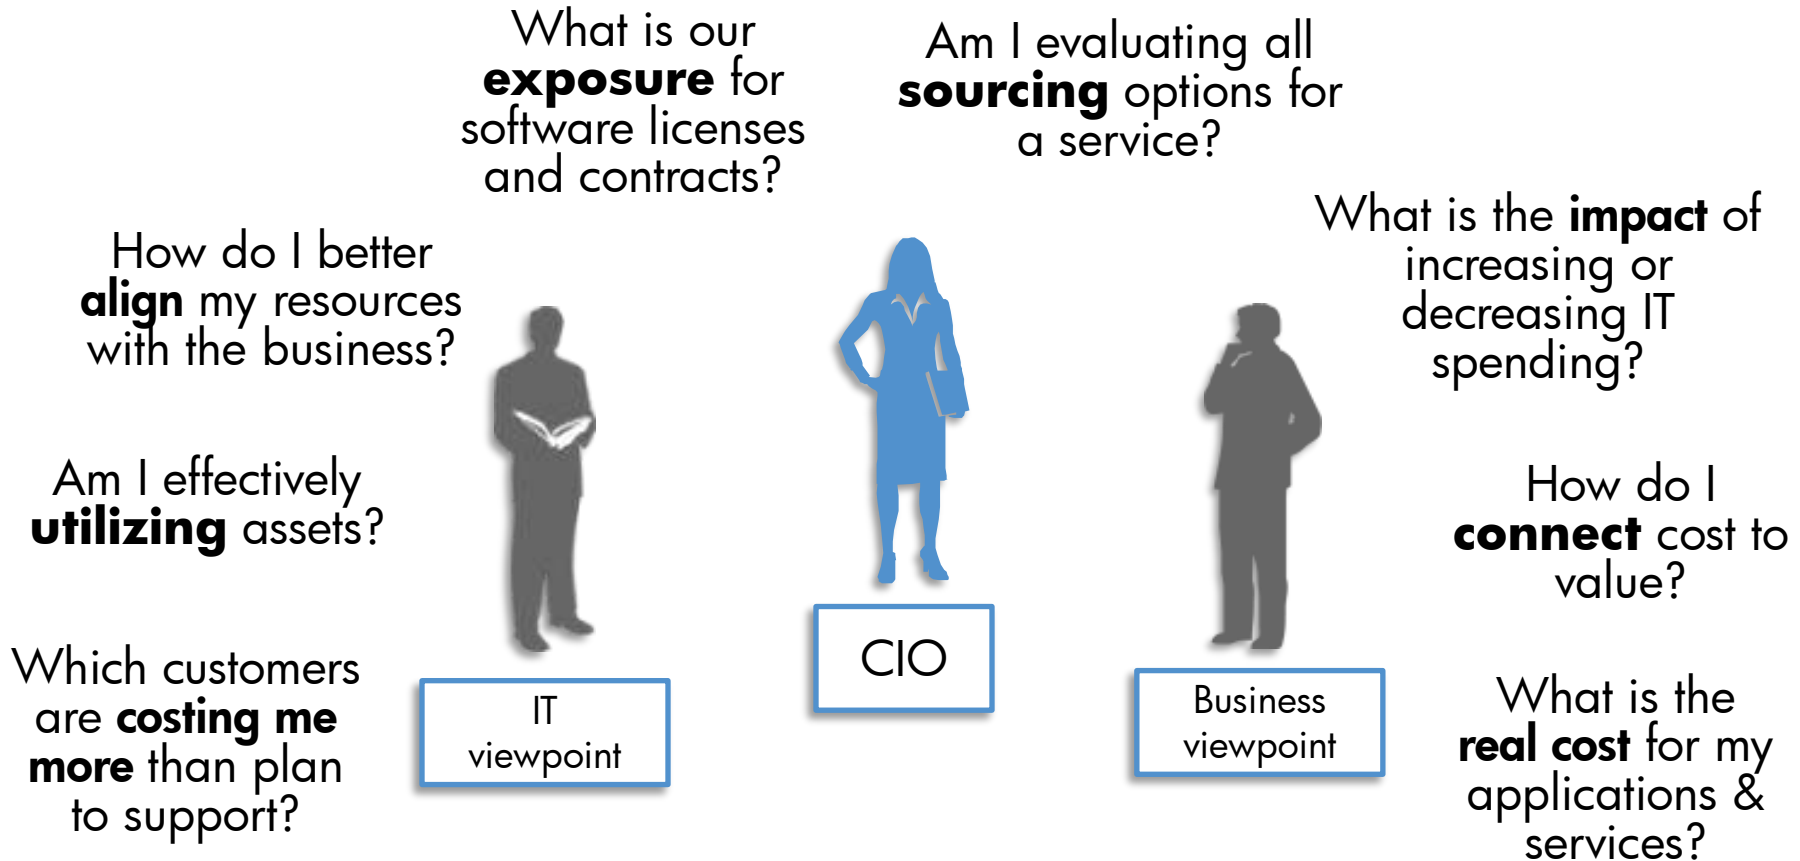 What is our
exposure for
software licenses
and contracts?
Am I evaluating all
sourcing options for
a service?
How do I better
align my resources
with the business?
What is the impact of
increasing or
decreasing IT
spending?
Am I effectively
utilizing assets?
How do I
connect cost to
value?
Which customers
are costing me
more than plan
to support?
IT
viewpoint
CIO
Business
viewpoint
What is the
real cost for my
applications &
services?